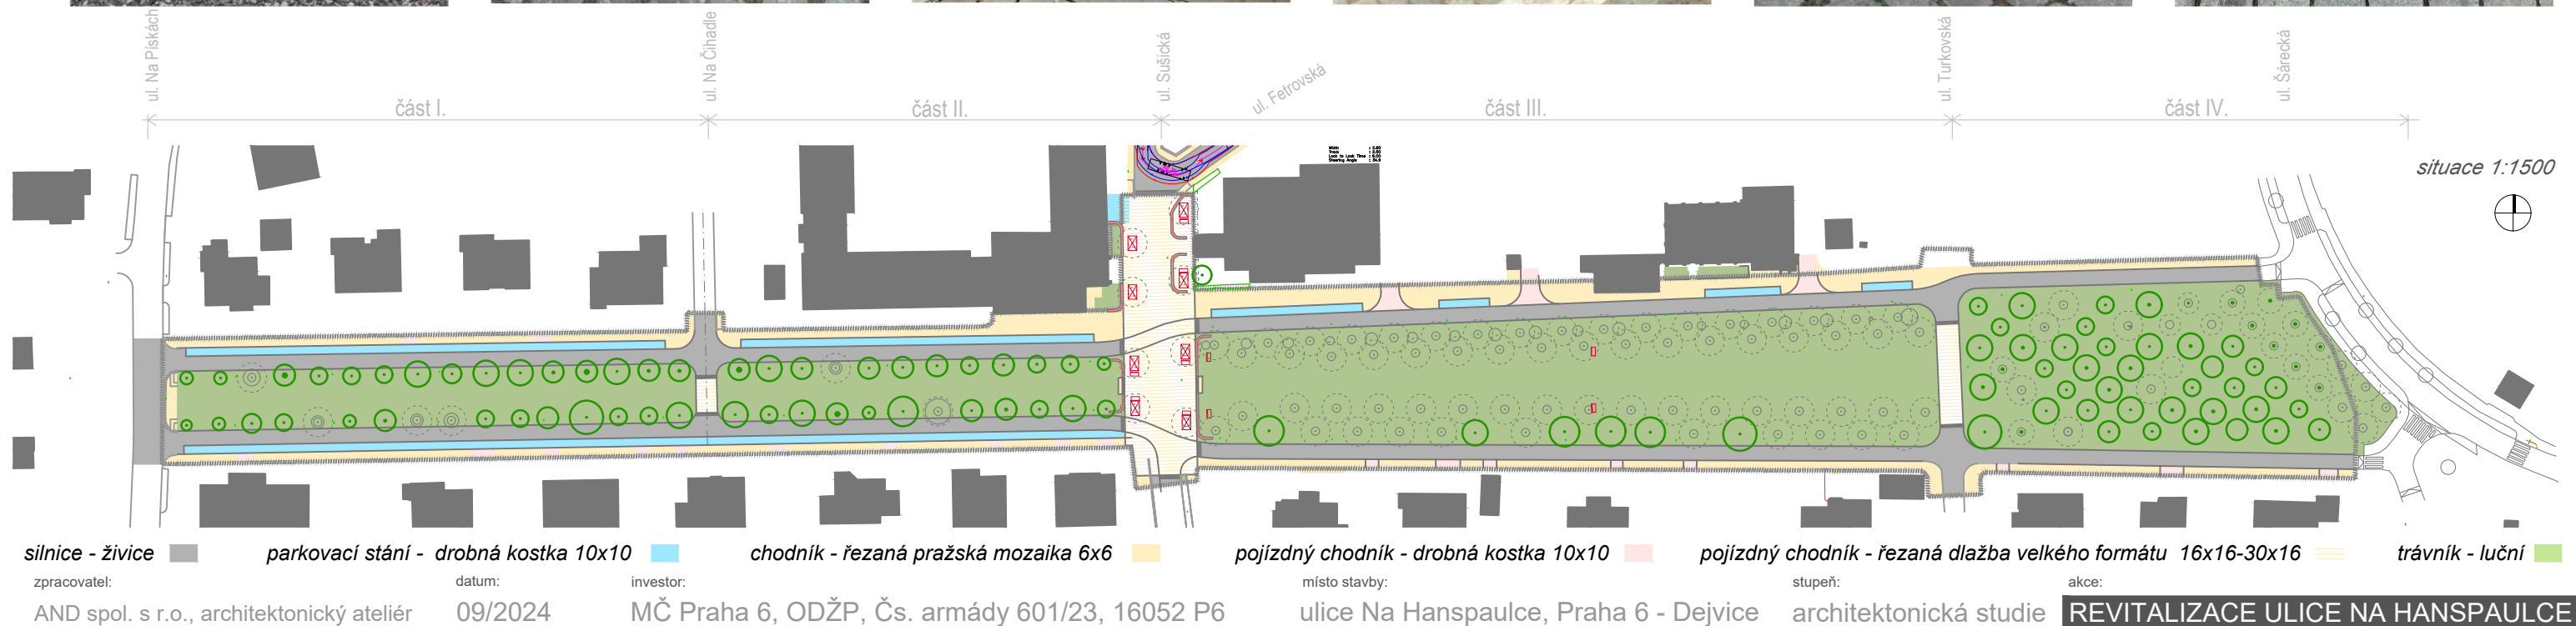 ul. Na Pískách
ul. Na Čihadle
ul. Sušická
ul. Fetrovská
ul. Turkovská
ul. Šárecká
část I.
část II.
část III.
část IV.
situace 1:1500
silnice - živice
parkovací stání - drobná kostka 10x10
chodník - řezaná pražská mozaika 6x6
pojízdný chodník - drobná kostka 10x10
pojízdný chodník - řezaná dlažba velkého formátu 16x16-30x16
trávník - luční
zpracovatel:
AND spol. s r.o., architektonický ateliér
datum:
09/2024
investor:
MČ Praha 6, ODŽP, Čs. armády 601/23, 16052 P6
místo stavby:
ulice Na Hanspaulce, Praha 6 - Dejvice
stupeň:
architektonická studie
akce:
REVITALIZACE ULICE NA HANSPAULCE